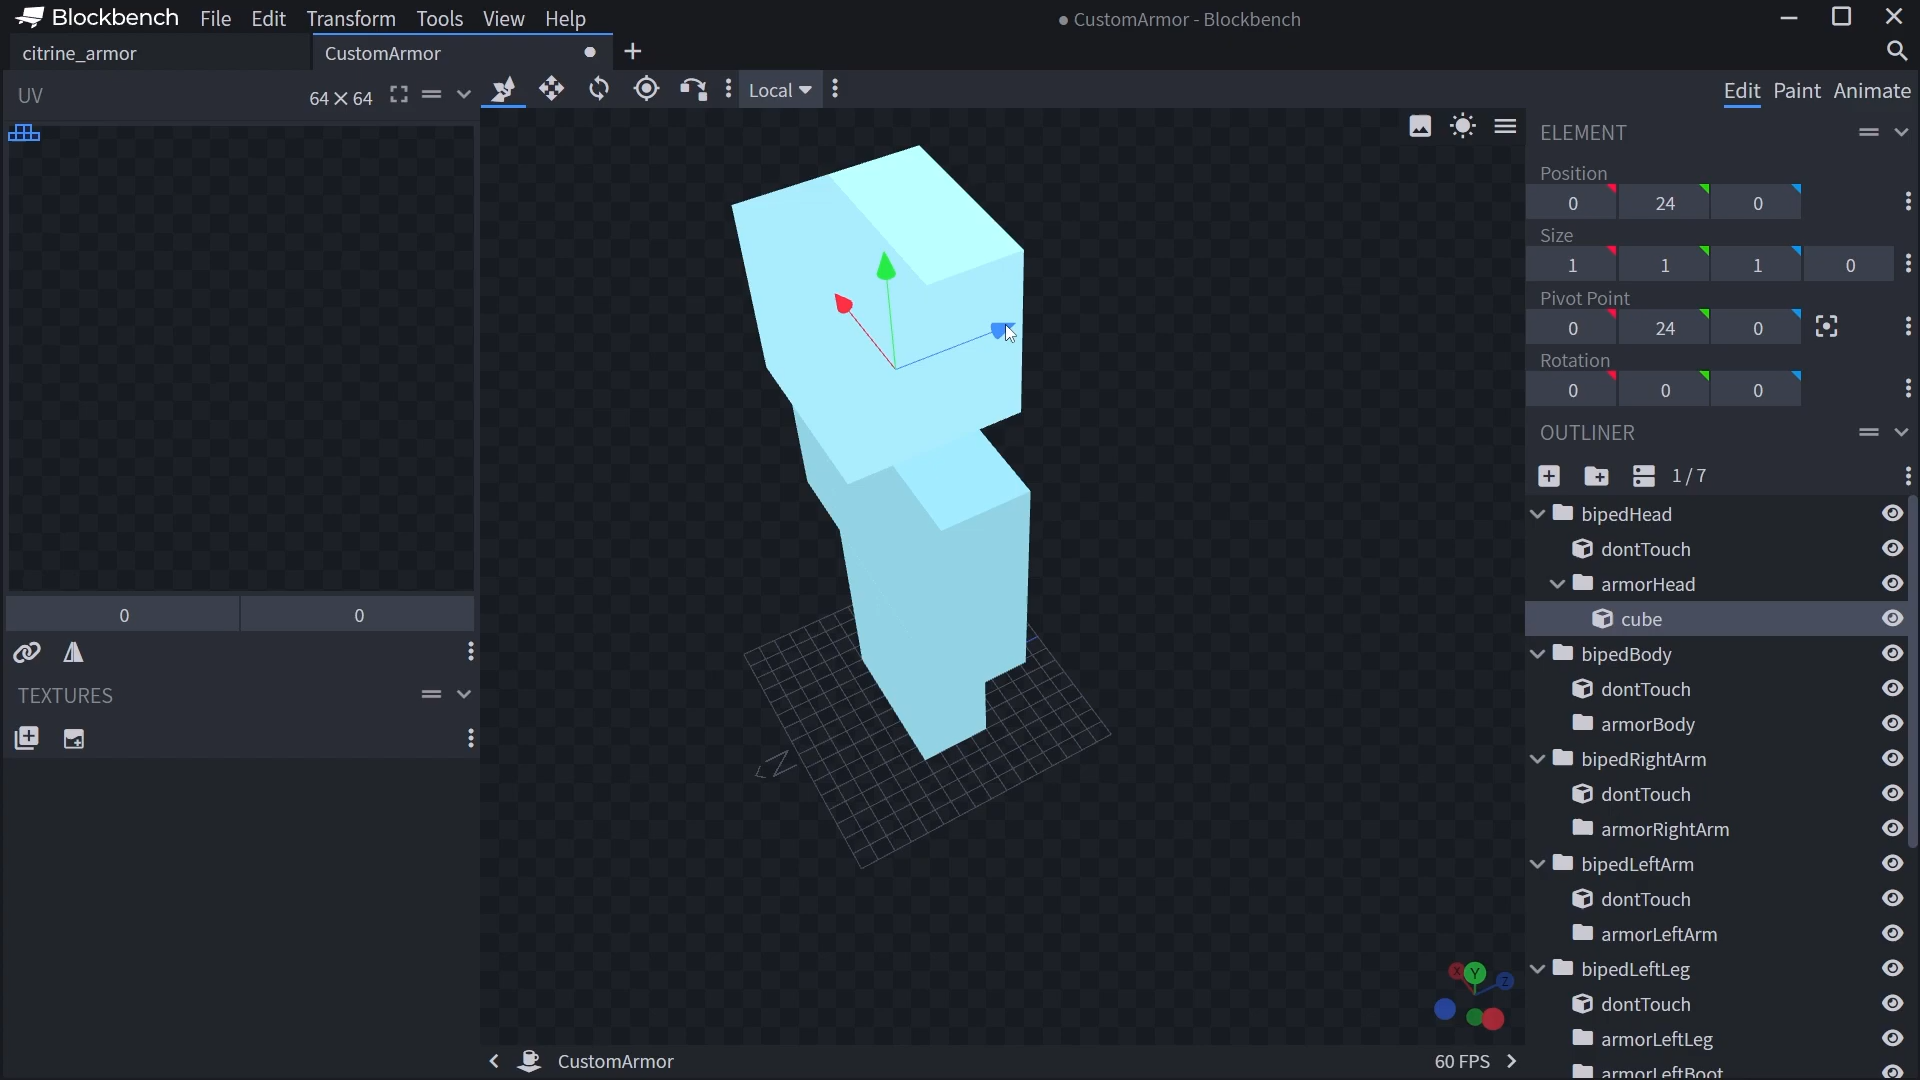 Blockbench File Edit Transform Tools View Help
● CustomArmor - Blockbench
citrine_armor
CustomArmor
UV
64 × 64
Local
Edit Paint Animate
ELEMENT
Position
0 24 0
Size
1 1 1 0
Pivot Point
0 24 0
Rotation
0 0 0
OUTLINER
1 / 7
bipedHead
dontTouch
armorHead
cube
bipedBody
dontTouch
armorBody
bipedRightArm
dontTouch
armorRightArm
bipedLeftArm
dontTouch
armorLeftArm
bipedLeftLeg
dontTouch
armorLeftLeg
armorLeftBoot
0 0
TEXTURES
N
X Y Z
CustomArmor
60 FPS